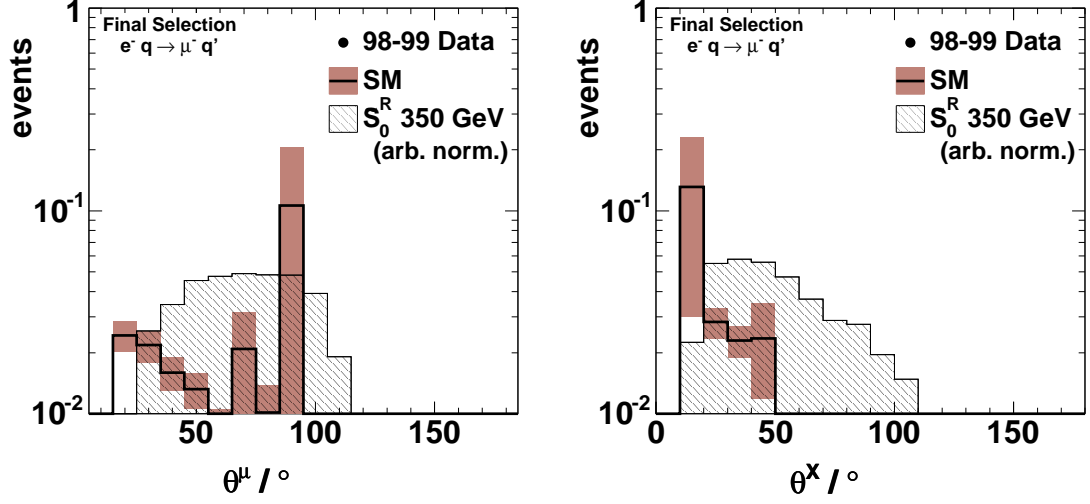 Final Selection
e⁻ q → μ⁻ q’
98-99 Data
SM
S₀ᴿ 350 GeV
(arb. norm.)
events
1
10⁻¹
10⁻²
50 100 150
θ^μ / °
Final Selection
e⁻ q → μ⁻ q’
98-99 Data
SM
S₀ᴿ 350 GeV
(arb. norm.)
events
1
10⁻¹
10⁻²
0 50 100 150
θ^X / °